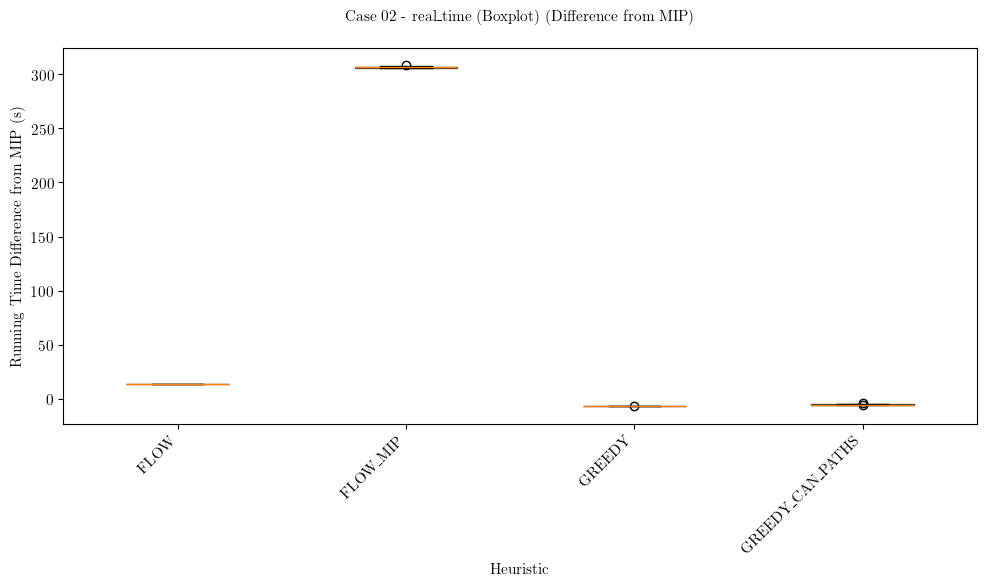 Case 02 - real_time (Boxplot) (Difference from MIP)
Running Time Difference from MIP (s)
300
250
200
150
100
50
0
FLOW
FLOW_MIP
GREEDY
GREEDY_CAN_PATHS
Heuristic